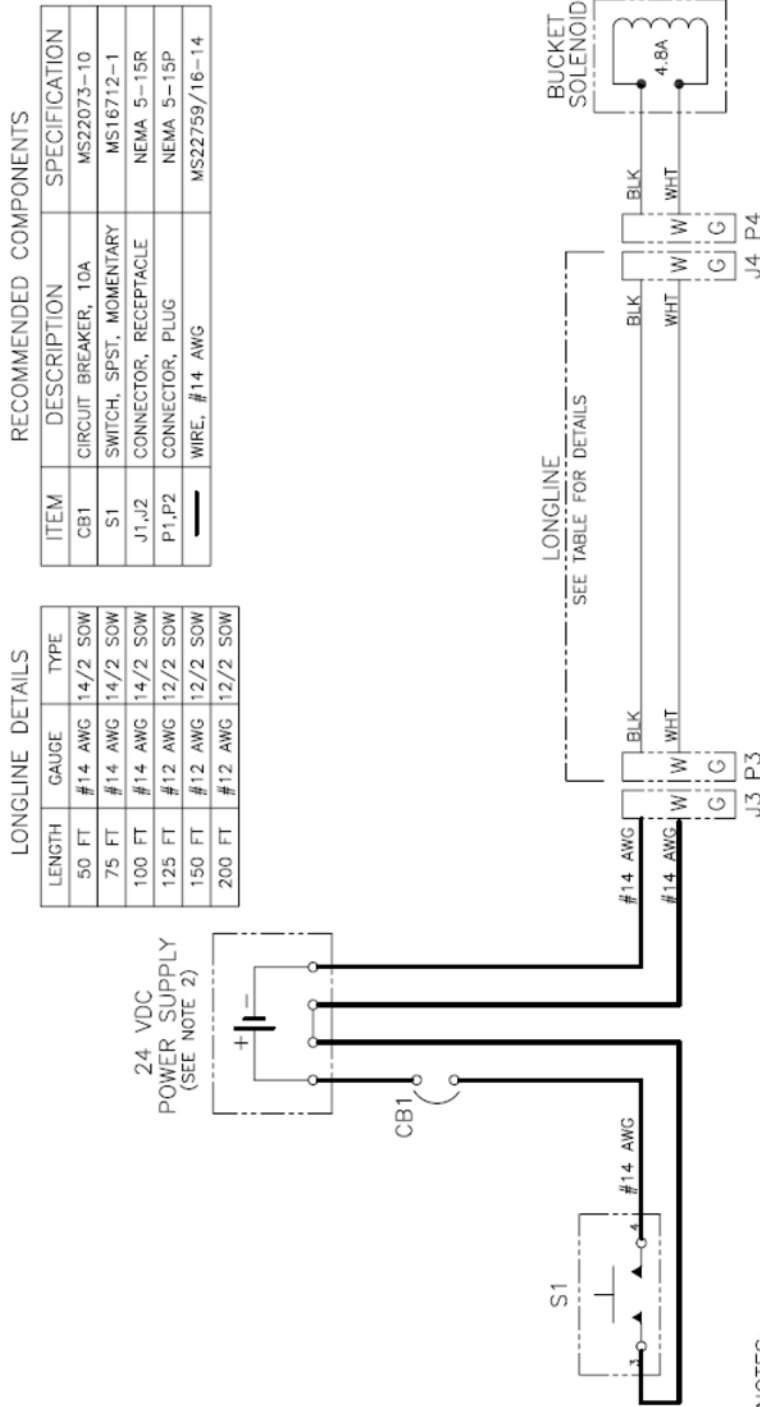 LONGLINE DETAILS
LENGTH GAUGE TYPE
50 FT #14 AWG 14/2 SOW
75 FT #14 AWG 14/2 SOW
100 FT #14 AWG 14/2 SOW
125 FT #12 AWG 12/2 SOW
150 FT #12 AWG 12/2 SOW
200 FT #12 AWG 12/2 SOW
RECOMMENDED COMPONENTS
ITEM DESCRIPTION SPECIFICATION
CB1 CIRCUIT BREAKER, 10A MS22073-10
S1 SWITCH, SPST, MOMENTARY MS16712-1
J1,J2 CONNECTOR, RECEPTACLE NEMA 5-15R
P1,P2 CONNECTOR, PLUG NEMA 5-15P
WIRE, #14 AWG MS22759/16-14
24 VDC
POWER SUPPLY
(SEE NOTE 2)
+ -
CB1
S1
3 4
#14 AWG
#14 AWG
#14 AWG
LONGLINE
SEE TABLE FOR DETAILS
BLK
WHT
BLK
WHT
BLK
WHT
W W
G G
J3 P3
W W
G G
J4 P4
BUCKET
SOLENOID
4.8A
NOTES